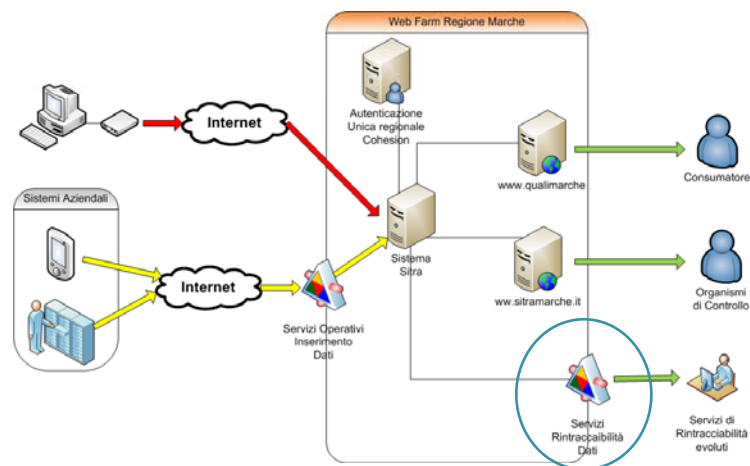 Web Farm Regione Marche
Autenticazione
Unica regionale
Cohesion
Internet
www.qualimarche
Consumatore
Sistemi Aziendali
Sistema
Sitra
Internet
ww.sitramarche.it
Organismi
di Controllo
Servizi Operativi
Inserimento
Dati
Servizi
Rintraccaibilità
Dati
Servizi di
Rintracciabilità
evoluti